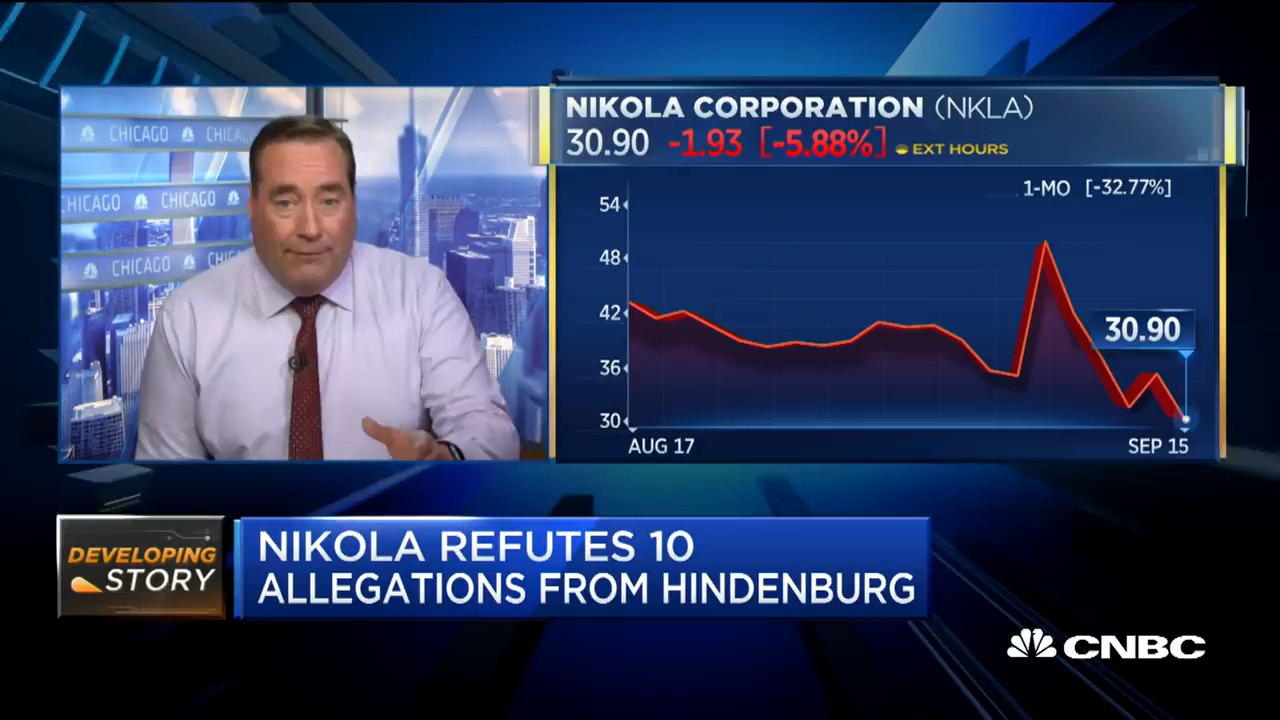 CHICAGO CHICA
CHICAGO CHICAGO
CHICAGO CHIC
NIKOLA CORPORATION (NKLA)
30.90 -1.93 [-5.88%] EXT HOURS
1-MO [-32.77%]
54
48
42
36
30
30.90
AUG 17 SEP 15
DEVELOPING
STORY
NIKOLA REFUTES 10
ALLEGATIONS FROM HINDENBURG
CNBC